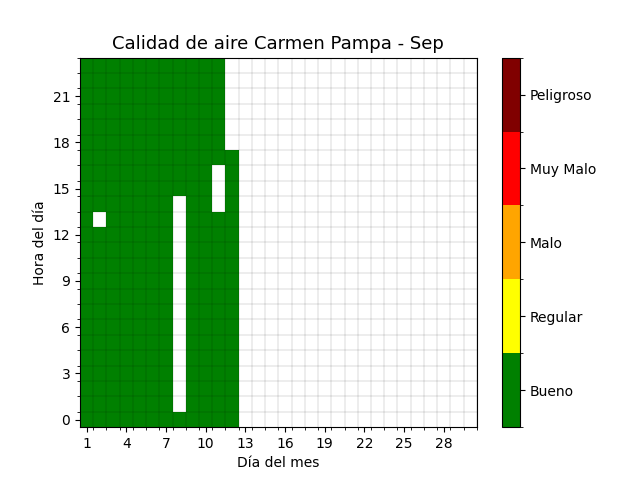 Calidad de aire Carmen Pampa - Sep
Hora del día
21
18
15
12
9
6
3
0
1 4 7 10 13 16 19 22 25 28
Día del mes
Peligroso
Muy Malo
Malo
Regular
Bueno